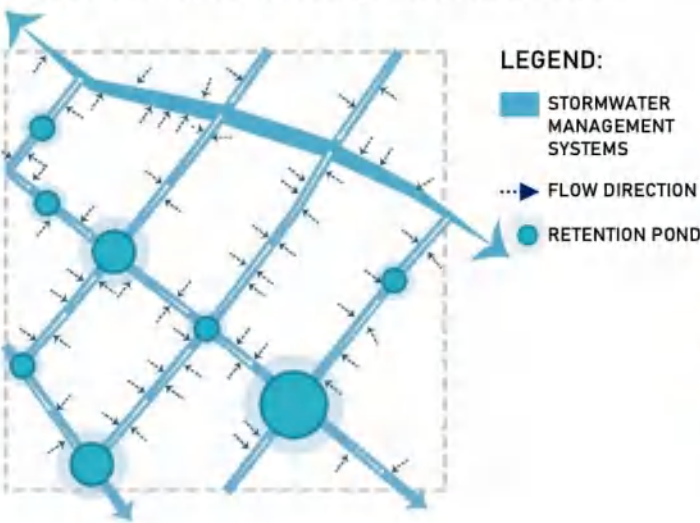 LEGEND:
STORMWATER
MANAGEMENT
SYSTEMS
FLOW DIRECTION
RETENTION POND